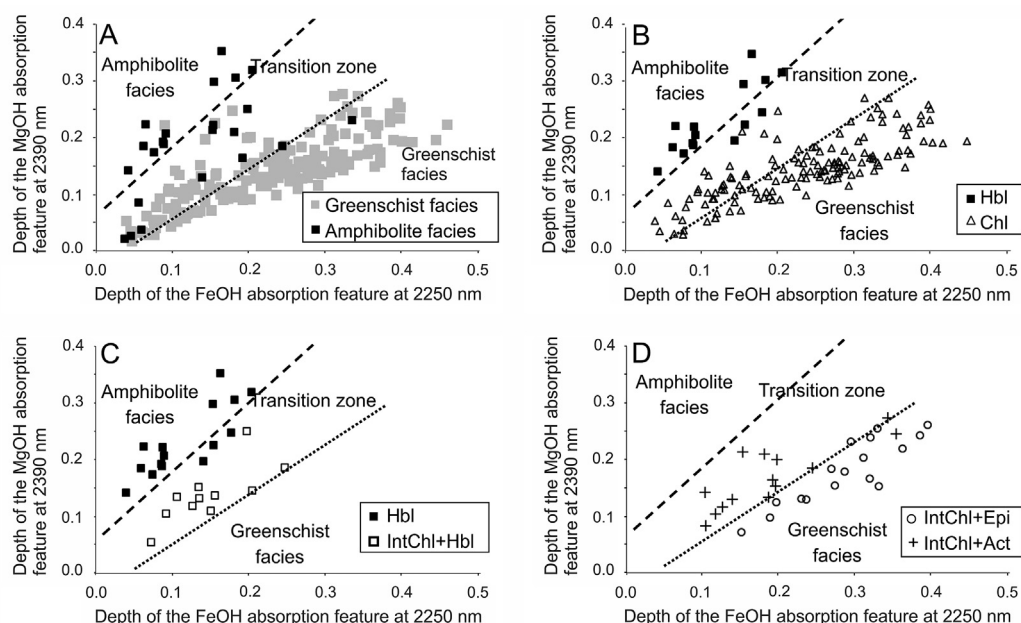 A
0.4
0.3
0.2
0.1
0.0
0.0 0.1 0.2 0.3 0.4 0.5
Depth of the MgOH absorption
feature at 2390 nm
Amphibolite
facies
Transition zone
Greenschist
facies
Greenschist facies
Amphibolite facies
Depth of the FeOH absorption feature at 2250 nm
B
0.4
0.3
0.2
0.1
0.0
0.0 0.1 0.2 0.3 0.4 0.5
Depth of the MgOH absorption
feature at 2390 nm
Amphibolite
facies
Transition zone
Greenschist
facies
Hbl
Chl
Depth of the FeOH absorption feature at 2250 nm
C
0.4
0.3
0.2
0.1
0.0
0.0 0.1 0.2 0.3 0.4 0.5
Depth of the MgOH absorption
feature at 2390 nm
Amphibolite
facies
Transition zone
Greenschist
facies
Hbl
IntChl+Hbl
Depth of the FeOH absorption feature at 2250 nm
D
0.4
0.3
0.2
0.1
0.0
0.0 0.1 0.2 0.3 0.4 0.5
Depth of the MgOH absorption
feature at 2390 nm
Amphibolite
facies
Transition zone
Greenschist
facies
IntChl+Epi
IntChl+Act
Depth of the FeOH absorption feature at 2250 nm